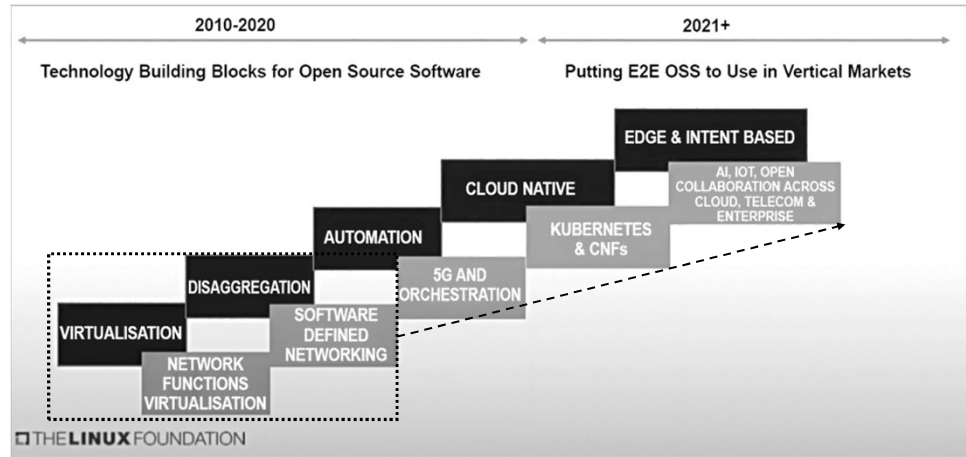 2010-2020
2021+
Technology Building Blocks for Open Source Software
Putting E2E OSS to Use in Vertical Markets
EDGE & INTENT BASED
AI, IOT, OPEN
COLLABORATION ACROSS
CLOUD, TELECOM &
ENTERPRISE
CLOUD NATIVE
KUBERNETES
& CNFs
AUTOMATION
5G AND
ORCHESTRATION
DISAGGREGATION
SOFTWARE
DEFINED
NETWORKING
VIRTUALISATION
NETWORK
FUNCTIONS
VIRTUALISATION
THE LINUX FOUNDATION